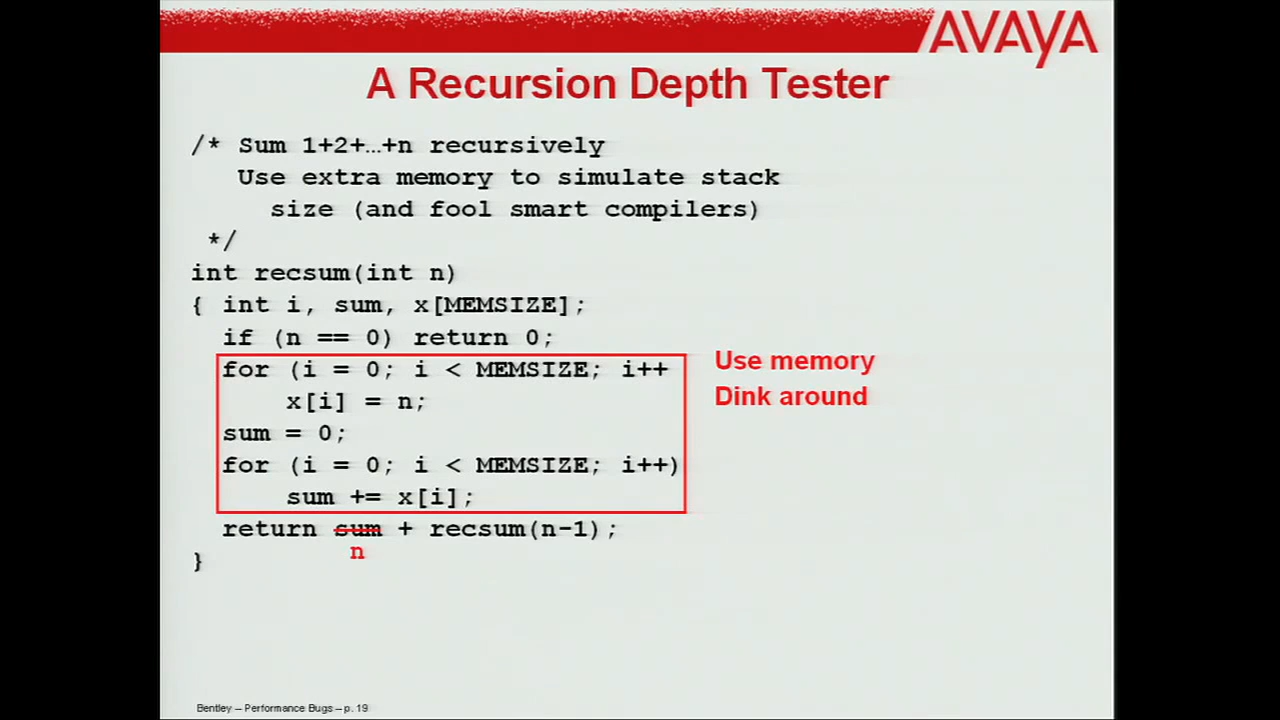 AVAYA
A Recursion Depth Tester
/* Sum 1+2+…+n recursively
Use extra memory to simulate stack
size (and fool smart compilers)
*/
int recsum(int n)
{ int i, sum, x[MEMSIZE];
if (n == 0) return 0;
for (i = 0; i < MEMSIZE; i++
x[i] = n;
sum = 0;
for (i = 0; i < MEMSIZE; i++)
sum += x[i];
return sum + recsum(n-1);
n
}
Use memory
Dink around
Bentley – Performance Bugs – p. 19